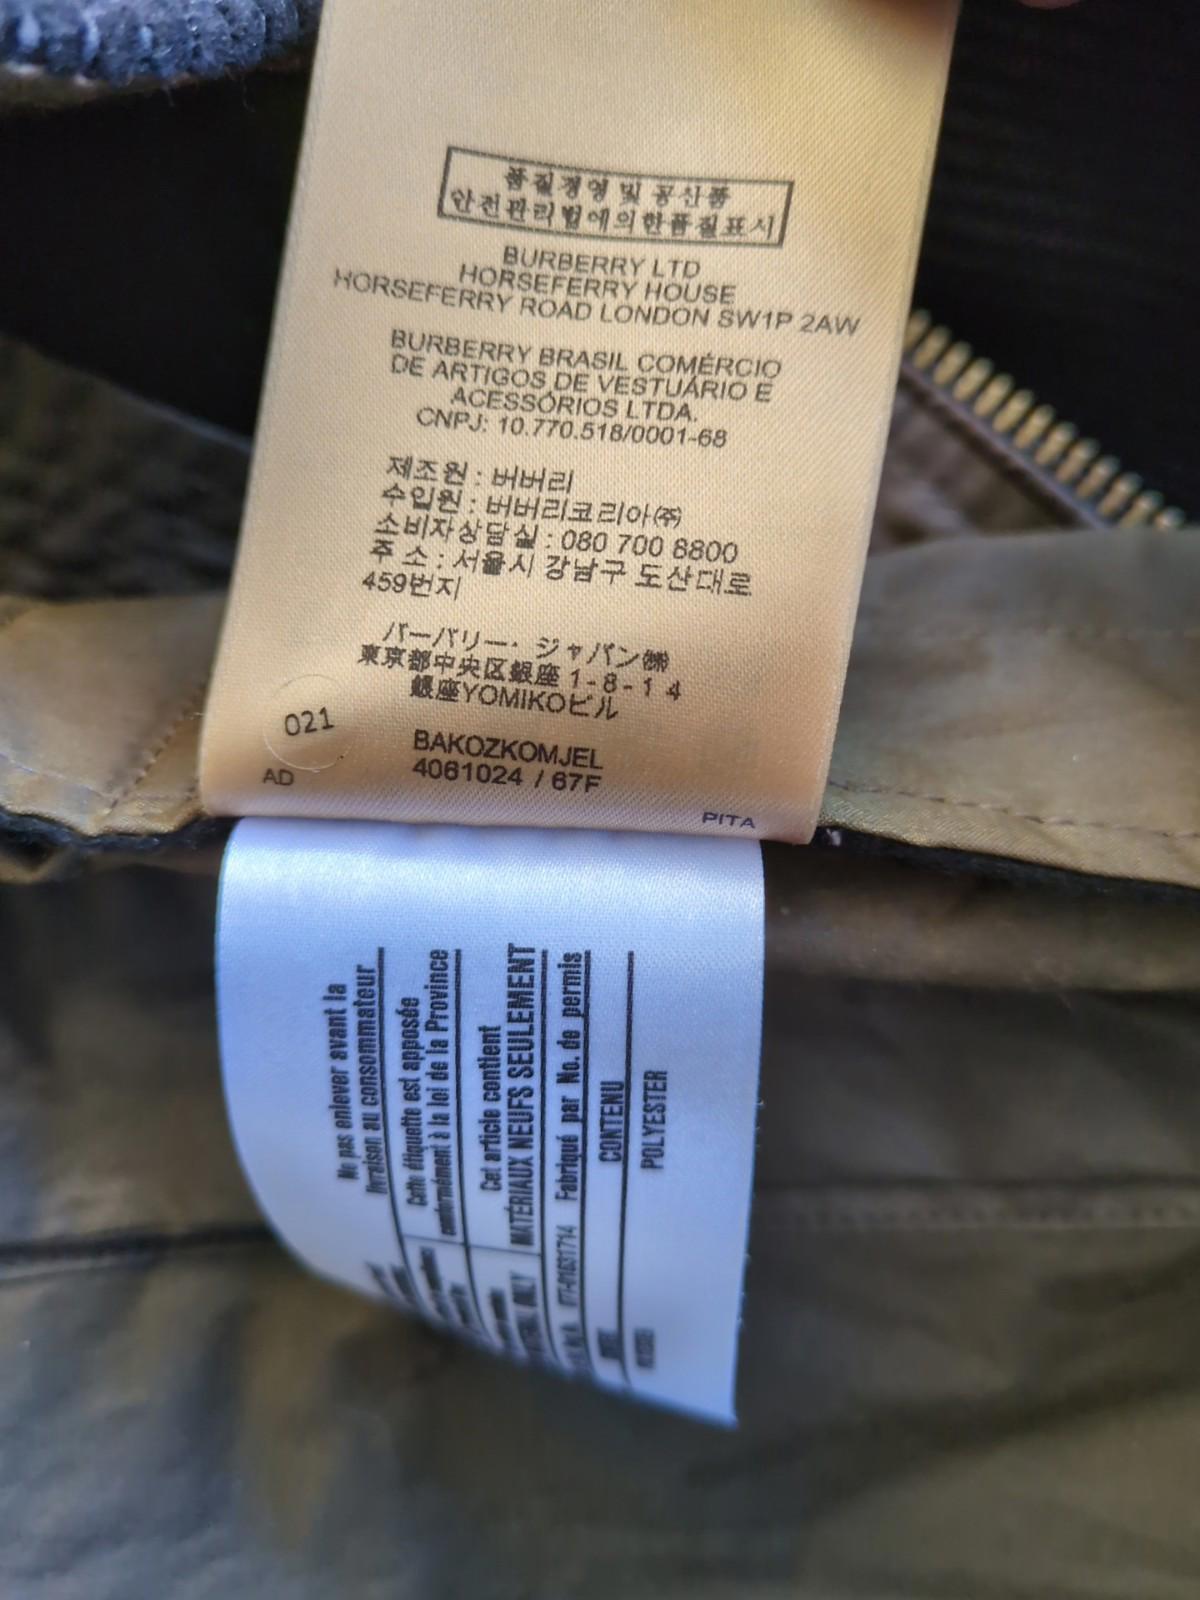 품질경영 및 공산품
안전관리법에의한품질표시
BURBERRY LTD
HORSEFERRY HOUSE
HORSEFERRY ROAD LONDON SW1P 2AW
BURBERRY BRASIL COMÉRCIO
DE ARTIGOS DE VESTUÁRIO E
ACESSÓRIOS LTDA.
CNPJ: 10.770.518/0001-68
제조원 : 버버리
수입원 : 버버리코리아㈜
소비자상담실 : 080 700 8800
주 소 : 서울시 강남구 도산대로
459번지
バーバリー・ジャパン㈱
東京都中央区銀座 1-8-14
銀座YOMIKOビル
021
AD
BAKOZKOMJEL
4061024 / 67F
PITA
Ne pas enlever avant la
livraison au consommateur
Cette étiquette est apposée
conformément à la loi de la Province
Cet article contient
MATÉRIAUX NEUFS SEULEMENT
Fabriqué par No. de permis
CONTENU
POLYESTER
ONLY